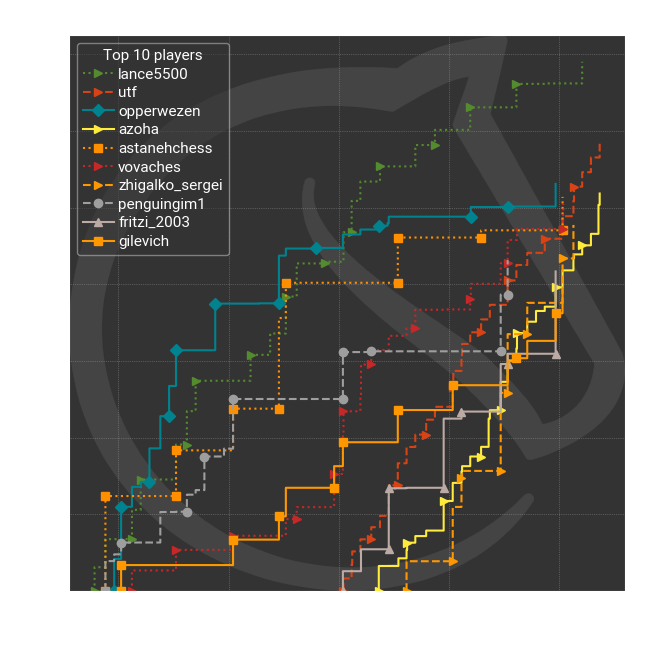 Top 10 players
lance5500
utf
opperwezen
azoha
astanehchess
vovaches
zhigalko_sergei
penguingim1
fritzi_2003
gilevich